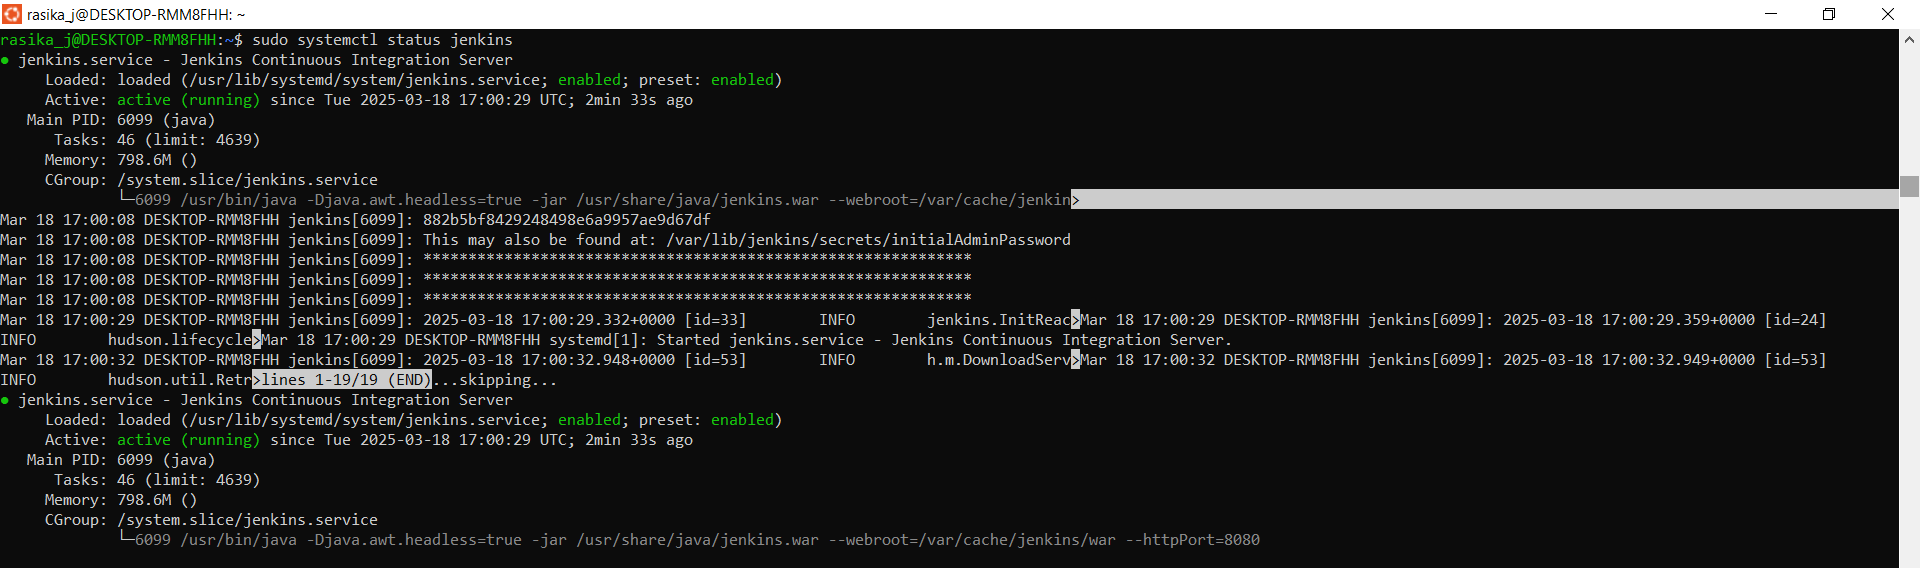 rasika_j@DESKTOP-RMM8FHH: ~
rasika_j@DESKTOP-RMM8FHH:~$ sudo systemctl status jenkins
● jenkins.service - Jenkins Continuous Integration Server
     Loaded: loaded (/usr/lib/systemd/system/jenkins.service; enabled; preset: enabled)
     Active: active (running) since Tue 2025-03-18 17:00:29 UTC; 2min 33s ago
   Main PID: 6099 (java)
      Tasks: 46 (limit: 4639)
     Memory: 798.6M ()
     CGroup: /system.slice/jenkins.service
             └─6099 /usr/bin/java -Djava.awt.headless=true -jar /usr/share/java/jenkins.war --webroot=/var/cache/jenkin>
Mar 18 17:00:08 DESKTOP-RMM8FHH jenkins[6099]: 882b5bf8429248498e6a9957ae9d67df
Mar 18 17:00:08 DESKTOP-RMM8FHH jenkins[6099]: This may also be found at: /var/lib/jenkins/secrets/initialAdminPassword
Mar 18 17:00:08 DESKTOP-RMM8FHH jenkins[6099]: *************************************************************
Mar 18 17:00:08 DESKTOP-RMM8FHH jenkins[6099]: *************************************************************
Mar 18 17:00:08 DESKTOP-RMM8FHH jenkins[6099]: *************************************************************
Mar 18 17:00:29 DESKTOP-RMM8FHH jenkins[6099]: 2025-03-18 17:00:29.332+0000 [id=33]        INFO        jenkins.InitReac>Mar 18 17:00:29 DESKTOP-RMM8FHH jenkins[6099]: 2025-03-18 17:00:29.359+0000 [id=24]
INFO        hudson.lifecycle>Mar 18 17:00:29 DESKTOP-RMM8FHH systemd[1]: Started jenkins.service - Jenkins Continuous Integration Server.
Mar 18 17:00:32 DESKTOP-RMM8FHH jenkins[6099]: 2025-03-18 17:00:32.948+0000 [id=53]        INFO        h.m.DownloadServ>Mar 18 17:00:32 DESKTOP-RMM8FHH jenkins[6099]: 2025-03-18 17:00:32.949+0000 [id=53]
INFO        hudson.util.Retr>lines 1-19/19 (END)...skipping...
● jenkins.service - Jenkins Continuous Integration Server
     Loaded: loaded (/usr/lib/systemd/system/jenkins.service; enabled; preset: enabled)
     Active: active (running) since Tue 2025-03-18 17:00:29 UTC; 2min 33s ago
   Main PID: 6099 (java)
      Tasks: 46 (limit: 4639)
     Memory: 798.6M ()
     CGroup: /system.slice/jenkins.service
             └─6099 /usr/bin/java -Djava.awt.headless=true -jar /usr/share/java/jenkins.war --webroot=/var/cache/jenkins/war --httpPort=8080